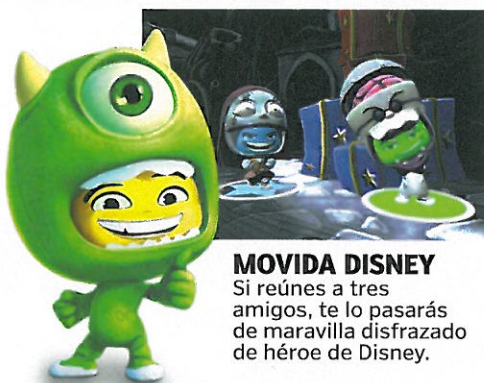 MOVIDA DISNEY
Si reúnes a tres
amigos, te lo pasarás
de maravilla disfrazado
de héroe de Disney.